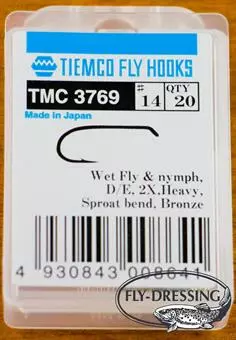 TIEMCO FLY HOOKS
TMC 3769
# 14
QTY 20
Made in Japan
Wet Fly & nymph,
D/E, 2X,Heavy,
Sproat bend, Bronze
4 930843 008641
FLY-DRESSING